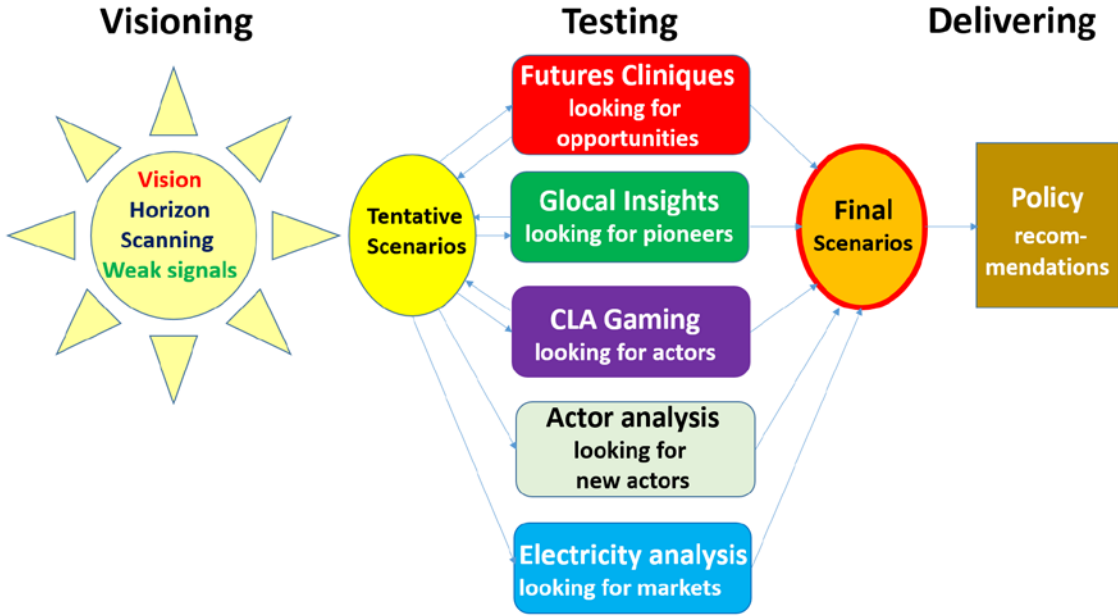 Visioning
Testing
Delivering
Vision
Horizon
Scanning
Weak signals
Tentative
Scenarios
Futures Cliniques
looking for
opportunities
Glocal Insights
looking for pioneers
CLA Gaming
looking for actors
Actor analysis
looking for
new actors
Electricity analysis
looking for markets
Final
Scenarios
Policy
recom-
mendations